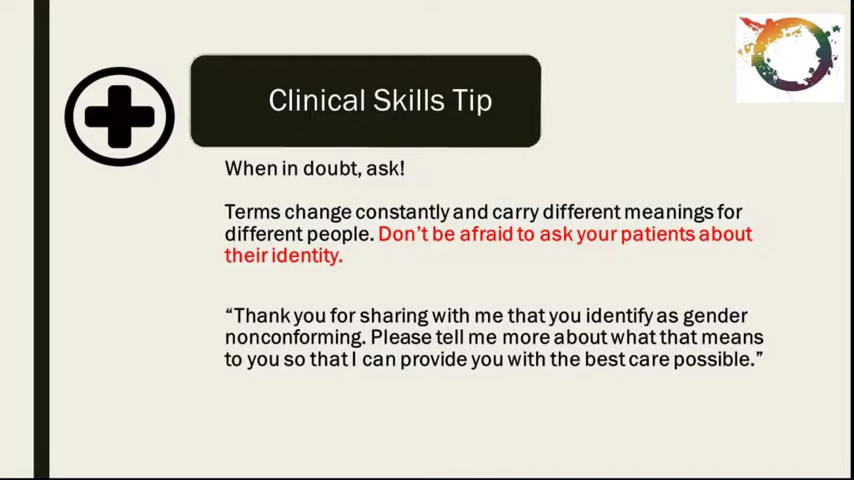 Clinical Skills Tip
When in doubt, ask!
Terms change constantly and carry different meanings for
different people. Don’t be afraid to ask your patients about
their identity.
“Thank you for sharing with me that you identify as gender
nonconforming. Please tell me more about what that means
to you so that I can provide you with the best care possible.”